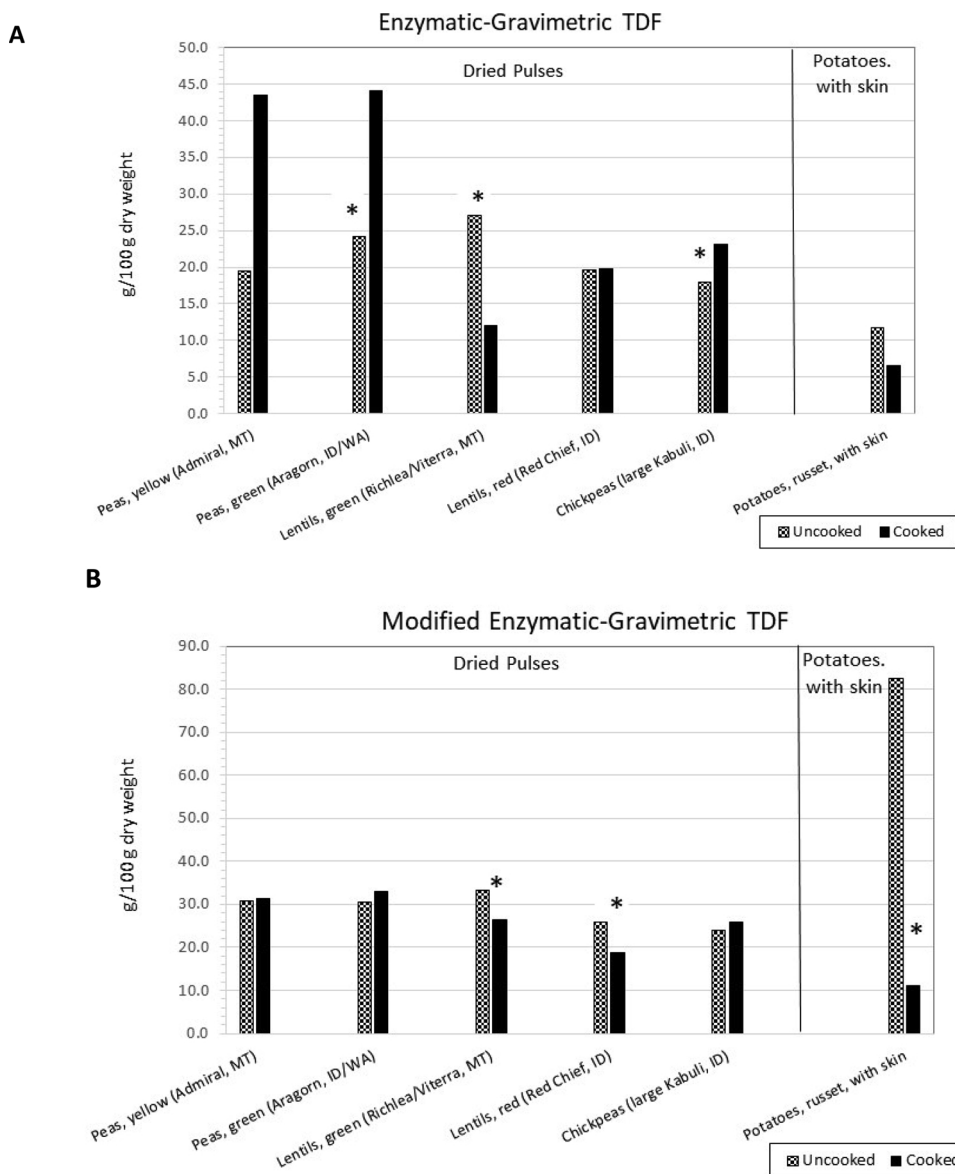 A
Enzymatic-Gravimetric TDF
50.0
45.0
40.0
35.0
30.0
25.0
20.0
15.0
10.0
5.0
0.0
g/100 g dry weight
Dried Pulses
Potatoes.
with skin
*
*
*
Peas, yellow (Admiral, MT)
Peas, green (Aragorn, ID/WA)
Lentils, green (Richlea/Viterra, MT)
Lentils, red (Red Chief, ID)
Chickpeas (large Kabuli, ID)
Potatoes, russet, with skin
Uncooked Cooked
B
Modified Enzymatic-Gravimetric TDF
90.0
80.0
70.0
60.0
50.0
40.0
30.0
20.0
10.0
0.0
g/100 g dry weight
Dried Pulses
Potatoes.
with skin
*
*
*
Peas, yellow (Admiral, MT)
Peas, green (Aragorn, ID/WA)
Lentils, green (Richlea/Viterra, MT)
Lentils, red (Red Chief, ID)
Chickpeas (large Kabuli, ID)
Potatoes, russet, with skin
Uncooked Cooked